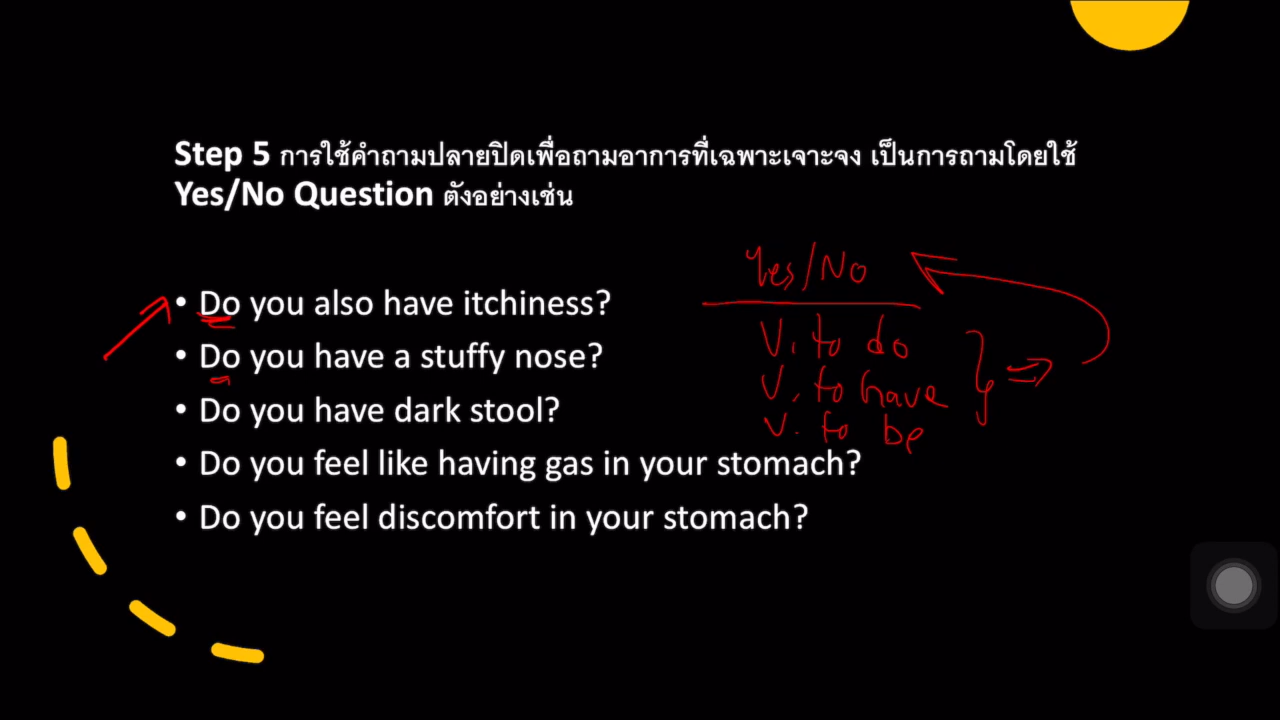 Step 5 การใช้คำถามปลายปิดเพื่อถามอาการที่เฉพาะเจาะจง เป็นการถามโดยใช้
Yes/No Question ตัวอย่างเช่น
• Do you also have itchiness?
• Do you have a stuffy nose?
• Do you have dark stool?
• Do you feel like having gas in your stomach?
• Do you feel discomfort in your stomach?
Yes/No
V. to do
V. to have
V. to be